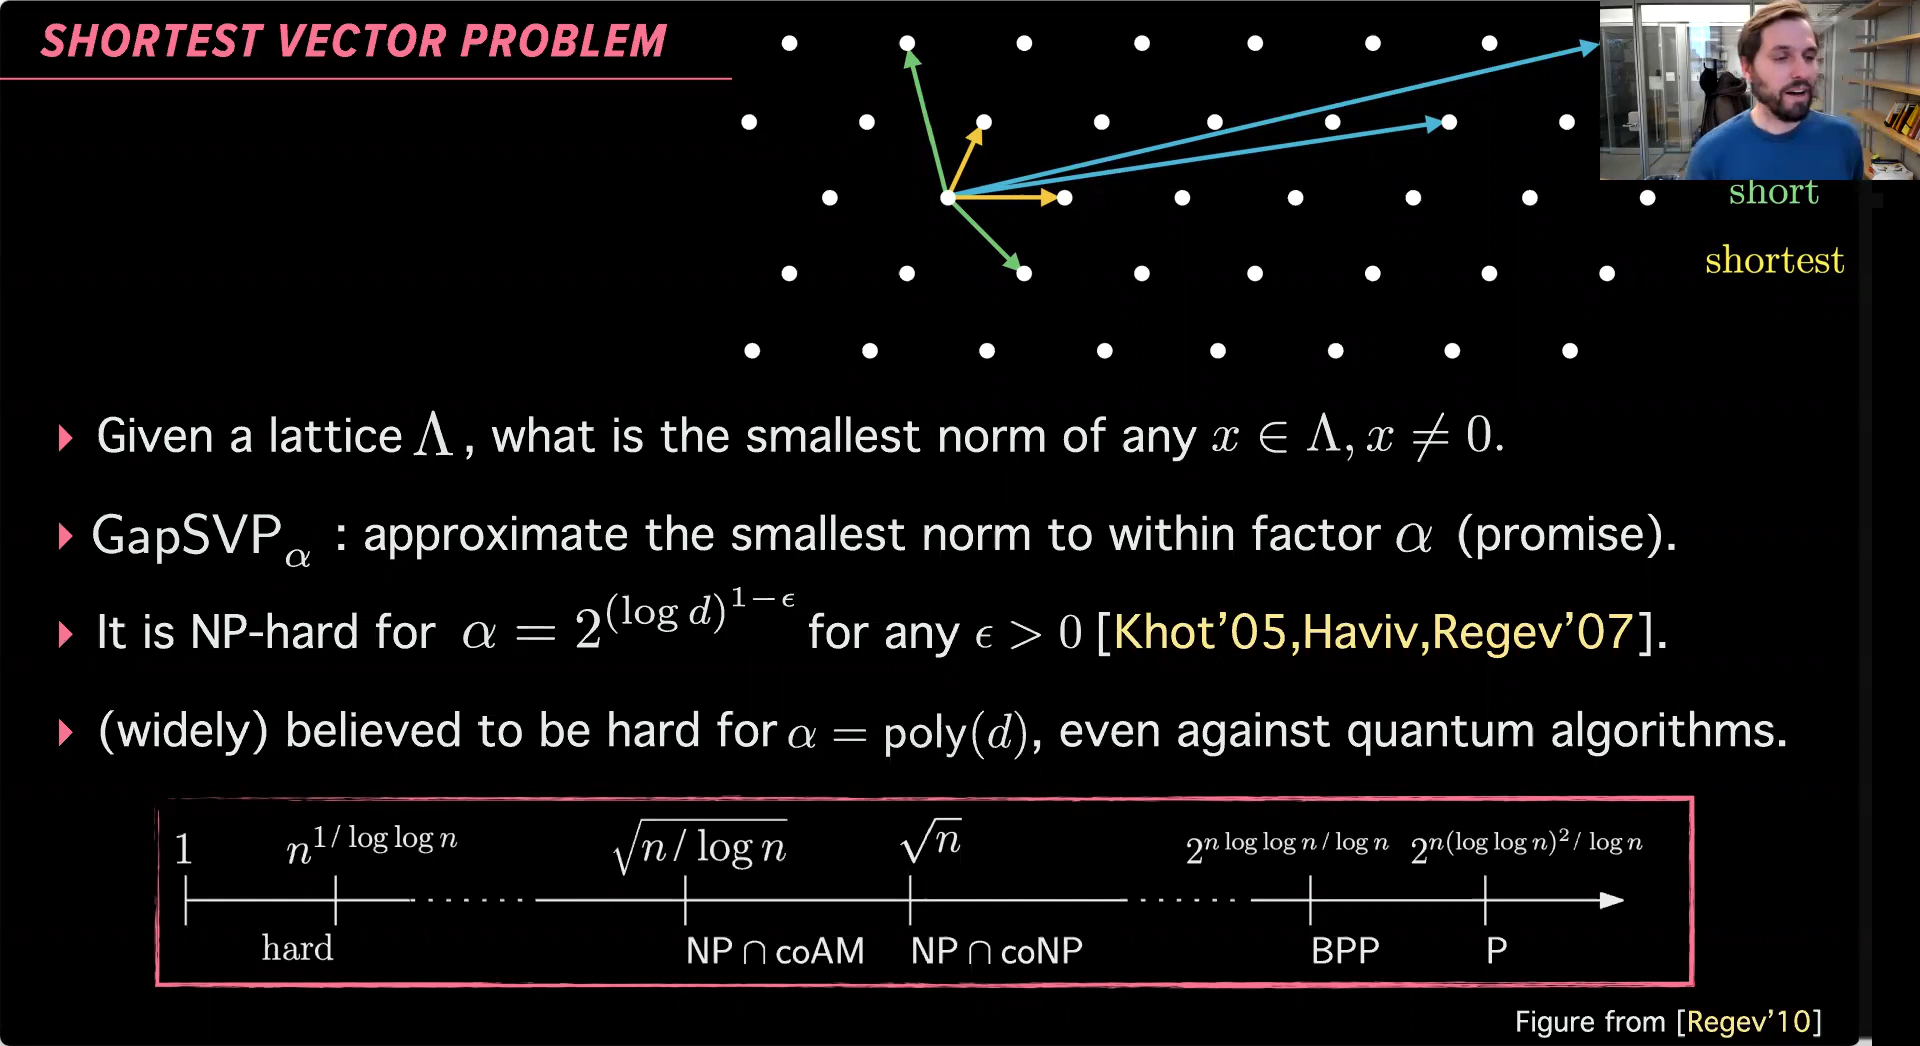 SHORTEST VECTOR PROBLEM
short
shortest
Given a lattice Λ, what is the smallest norm of any x ∈ Λ, x ≠ 0.
GapSVP_α : approximate the smallest norm to within factor α (promise).
It is NP-hard for α = 2^{(log d)^{1−ϵ}} for any ϵ > 0 [Khot’05,Haviv,Regev’07].
(widely) believed to be hard for α = poly(d), even against quantum algorithms.
1 n^{1/ log log n} √(n/ log n) √n 2^{n log log n/ log n} 2^{n(log log n)^2/ log n}
hard NP ∩ coAM NP ∩ coNP BPP P
Figure from [Regev’10]